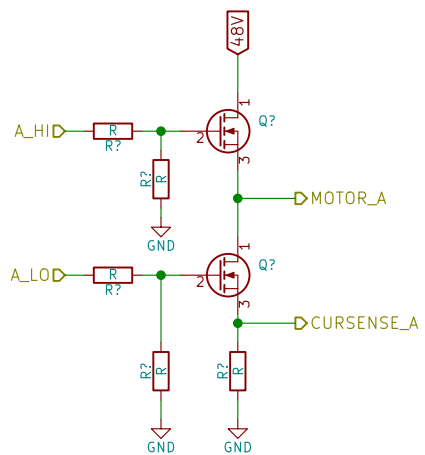 48V
1
A_HI
R
R?
2
Q?
3
R?
R
GND
MOTOR_A
1
A_LO
R
R?
2
Q?
3
CURSENSE_A
R?
R
R?
R
GND
GND